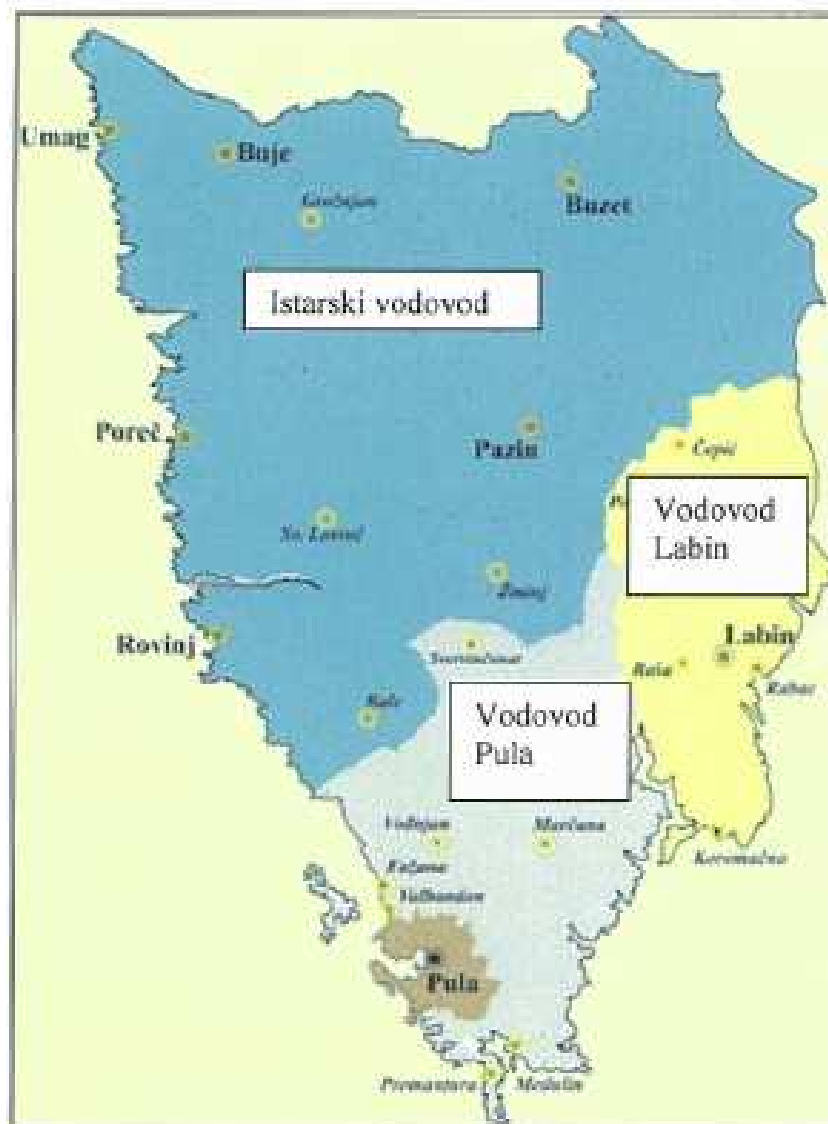 Umag
Buje
Buzet
Istarski vodovod
Poreč
Pazin
Čepić
Vodovod
Labin
Sv. Lovreč
Žminj
Rovinj
Labin
Svetvinčenat
Raša
Rabac
Bale
Vodovod
Pula
Vodnjan
Marčana
Koromačno
Fažana
Valbandon
Pula
Premantura
Medulin